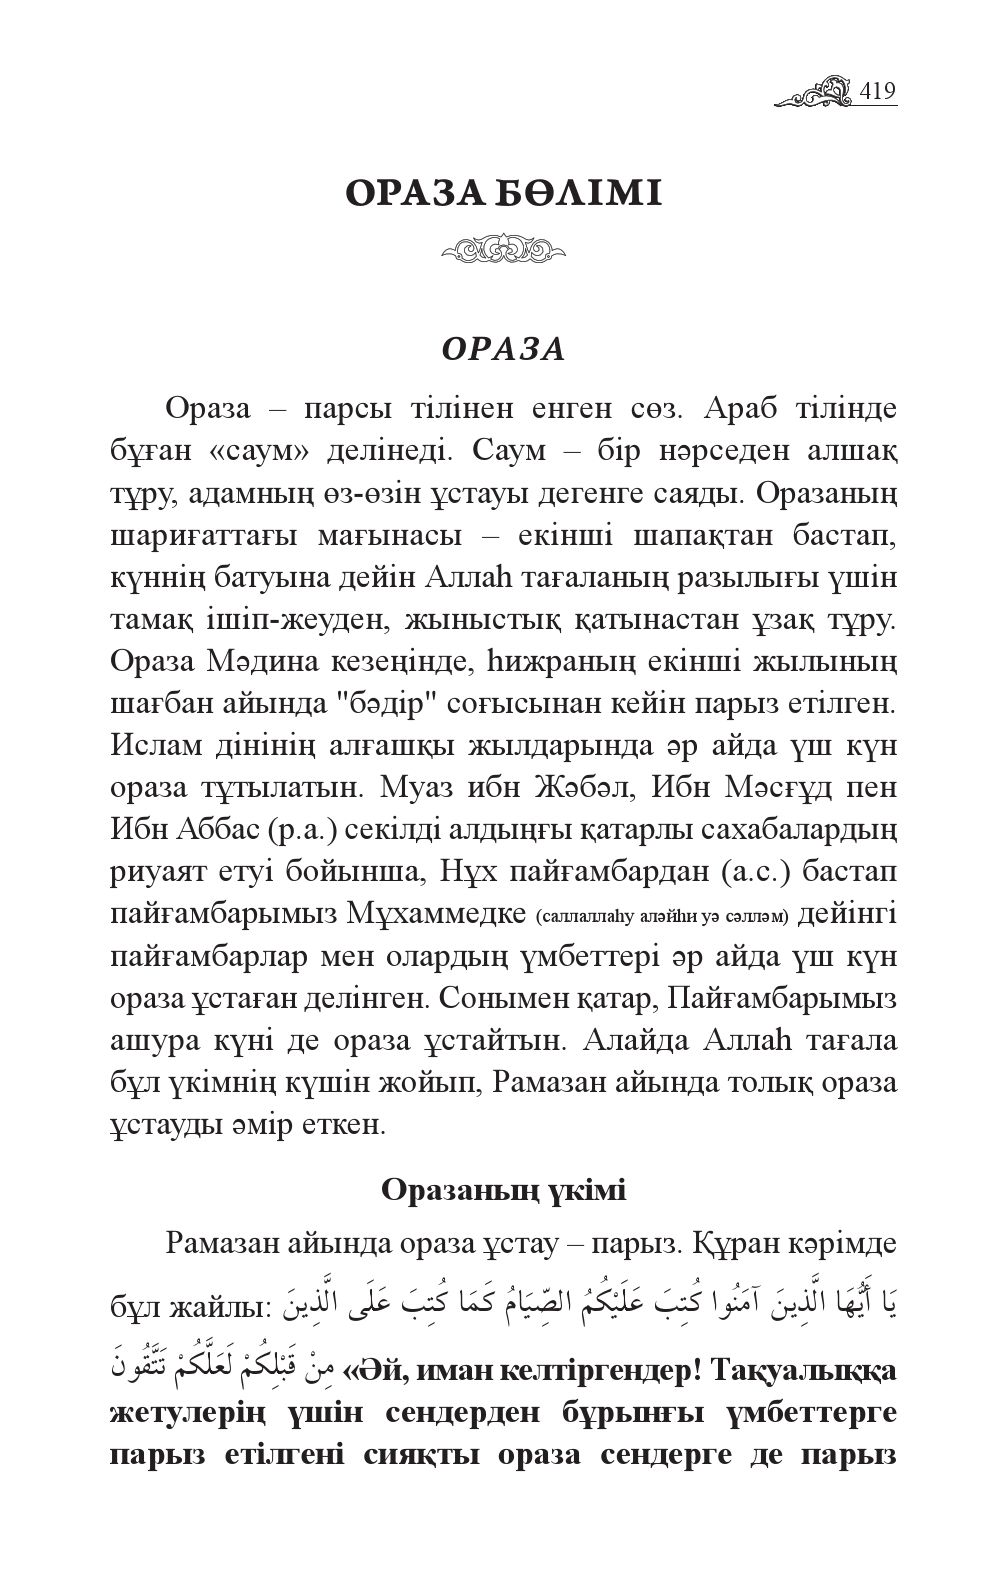 419
ОРАЗА БӨЛІМІ
ОРАЗА
Ораза – парсы тілінен енген сөз. Араб тілінде
бұған «саум» делінеді. Саум – бір нәрседен алшақ
тұру, адамның өз-өзін ұстауы дегенге саяды. Оразаның
шариғаттағы мағынасы – екінші шапақтан бастап,
күннің батуына дейін Аллаһ тағаланың разылығы үшін
тамақ ішіп-жеуден, жыныстық қатынастан ұзақ тұру.
Ораза Мәдина кезеңінде, һижраның екінші жылының
шағбан айында "бәдір" соғысынан кейін парыз етілген.
Ислам дінінің алғашқы жылдарында әр айда үш күн
ораза тұтылатын. Муаз ибн Жәбәл, Ибн Мәсғұд пен
Ибн Аббас (р.а.) секілді алдыңғы қатарлы сахабалардың
риуаят етуі бойынша, Нұх пайғамбардан (а.с.) бастап
пайғамбарымыз Мұхаммедке (саллаллаһу аләйһи уә сәлләм) дейінгі
пайғамбарлар мен олардың үмбеттері әр айда үш күн
ораза ұстаған делінген. Сонымен қатар, Пайғамбарымыз
ашура күні де ораза ұстайтын. Алайда Аллаһ тағала
бұл үкімнің күшін жойып, Рамазан айында толық ораза
ұстауды әмір еткен.
Оразаның үкімі
Рамазан айында ораза ұстау – парыз. Құран кәрімде
бұл жайлы: يَا أَيُّهَا الَّذِينَ آمَنُوا كُتِبَ عَلَيْكُمُ الصِّيَامُ كَمَا كُتِبَ عَلَى الَّذِينَ
مِنْ قَبْلِكُمْ لَعَلَّكُمْ تَتَّقُونَ «Әй, иман келтіргендер! Тақуалыққа
жетулерің үшін сендерден бұрынғы үмбеттерге
парыз етілгені сияқты ораза сендерге де парыз